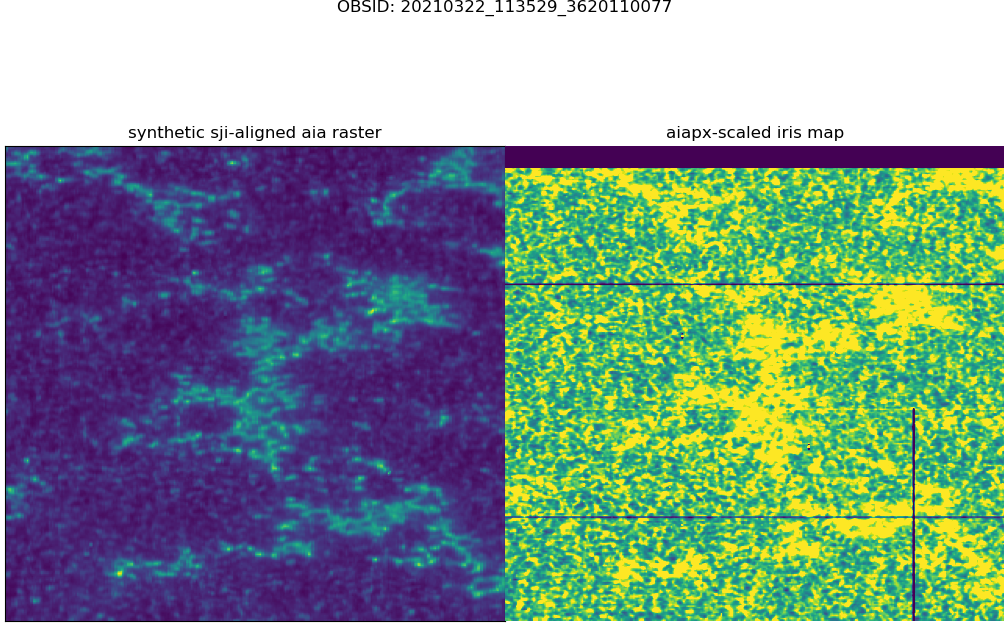 OBSID: 20210322_113529_3620110077
synthetic sji-aligned aia raster
aiapx-scaled iris map